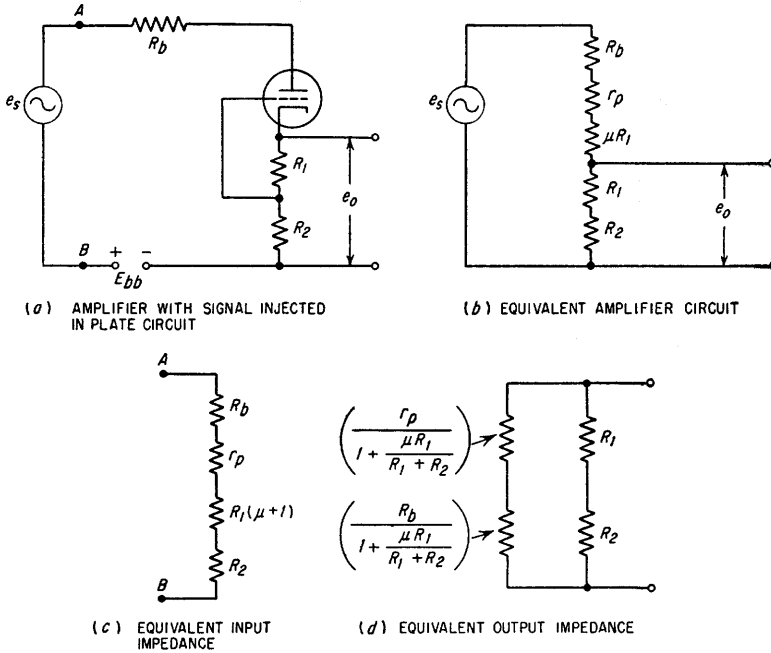 A
R_b
e_s
R_1
R_2
e_o
B + −
E_bb
(a) AMPLIFIER WITH SIGNAL INJECTED
IN PLATE CIRCUIT
R_b
r_p
e_s
μR_1
R_1
R_2
e_o
(b) EQUIVALENT AMPLIFIER CIRCUIT
A
R_b
r_p
R_1(μ+1)
R_2
B
(c) EQUIVALENT INPUT
IMPEDANCE
(r_p / (1 + μR_1 / (R_1 + R_2)))
R_1
(R_b / (1 + μR_1 / (R_1 + R_2)))
R_2
(d) EQUIVALENT OUTPUT IMPEDANCE